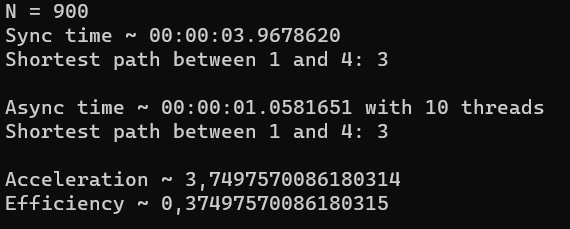 N = 900
Sync time ~ 00:00:03.9678620
Shortest path between 1 and 4: 3
Async time ~ 00:00:01.0581651 with 10 threads
Shortest path between 1 and 4: 3
Acceleration ~ 3,7497570086180314
Efficiency ~ 0,37497570086180315